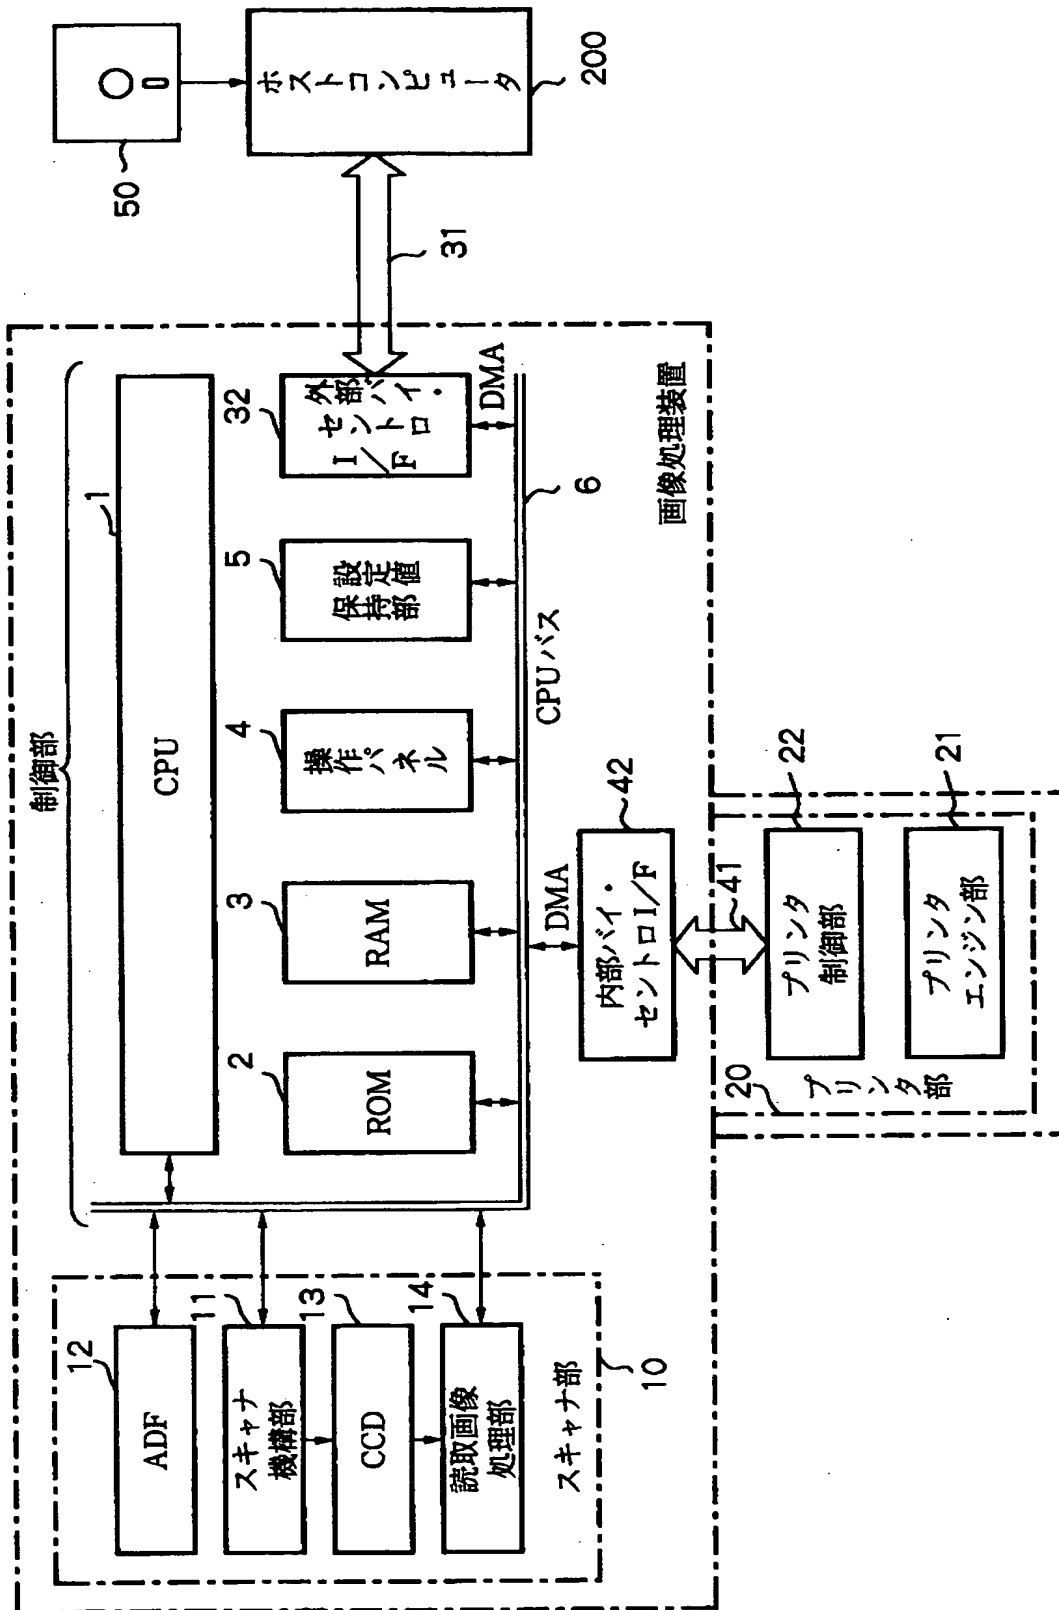 制御部
1
CPU
2
ROM
3
RAM
4
操作パネル
5
設定値
保持部
32
外部バイ・
セントロ
I/F
DMA
6
CPUバス
31
50
ホストコンピュータ
200
12
ADF
11
スキャナ
機構部
13
CCD
14
読取画像
処理部
スキャナ部
10
DMA
内部バイ・
セントロI/F
42
画像処理装置
41
20
プリンタ部
プリンタ
制御部
22
プリンタ
エンジン部
21